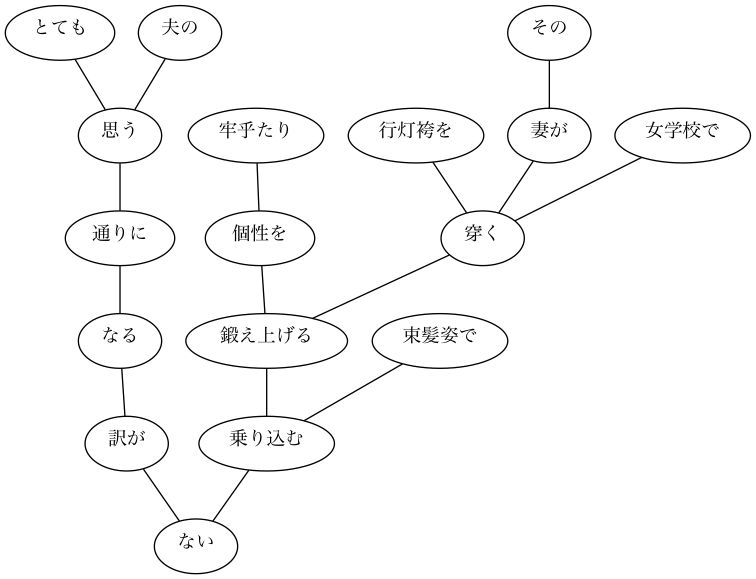 とても 夫の その
思う 牢乎たり 行灯袴を 妻が 女学校で
通りに 個性を 穿く
なる 鍛え上げる 束髪姿で
訳が 乗り込む
ない